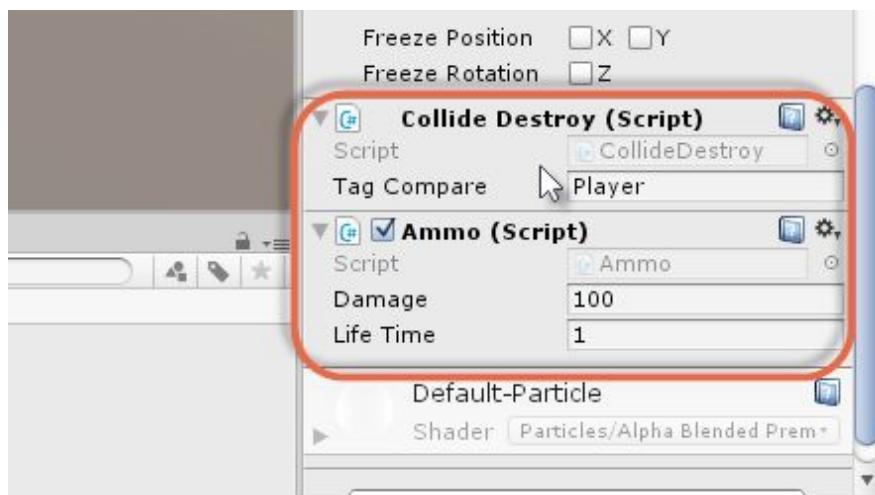 Freeze Position X Y
Freeze Rotation Z
C# Collide Destroy (Script)
Script CollideDestroy
Tag Compare Player
C# Ammo (Script)
Script Ammo
Damage 100
Life Time 1
Default-Particle
Shader Particles/Alpha Blended Prem